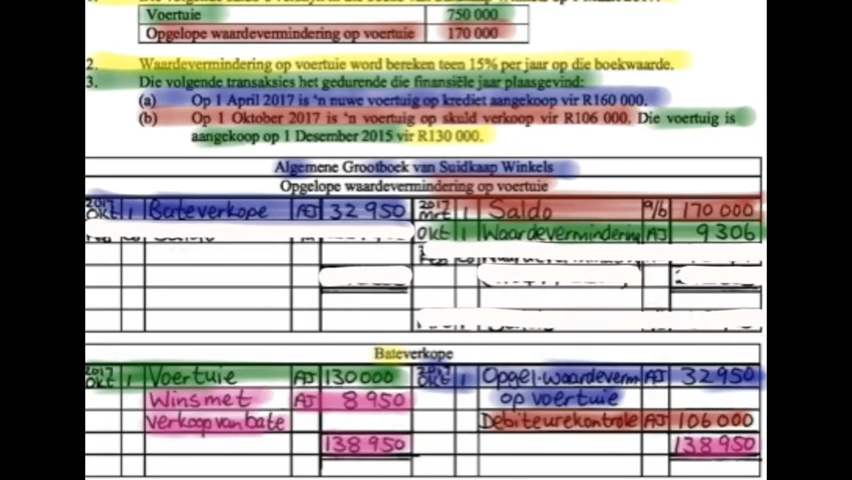 Voertuie 750 000
Opgelope waardevermindering op voertuie 170 000
2. Waardevermindering op voertuie word bereken teen 15% per jaar op die boekwaarde.
3. Die volgende transaksies het gedurende die finansiële jaar plaasgevind:
(a) Op 1 April 2017 is 'n nuwe voertuig op krediet aangekoop vir R160 000.
(b) Op 1 Oktober 2017 is 'n voertuig op skuld verkoop vir R106 000. Die voertuig is
aangekoop op 1 Desember 2015 vir R130 000.
Algemene Grootboek van Suidkaap Winkels
Opgelope waardevermindering op voertuie
2017 Okt 1 Bateverkope AJ 32 950 2017 Mrt 1 Saldo a/b 170 000
Okt 1 Waardevermindering AJ 9 306
Bateverkope
2017 Okt 1 Voertuie AJ 130 000 2017 Okt 1 Opgel. waardeverm AJ 32 950
Wins met AJ 8 950 op voertuie
verkoop van bate Debiteurekontrole AJ 106 000
138 950 138 950